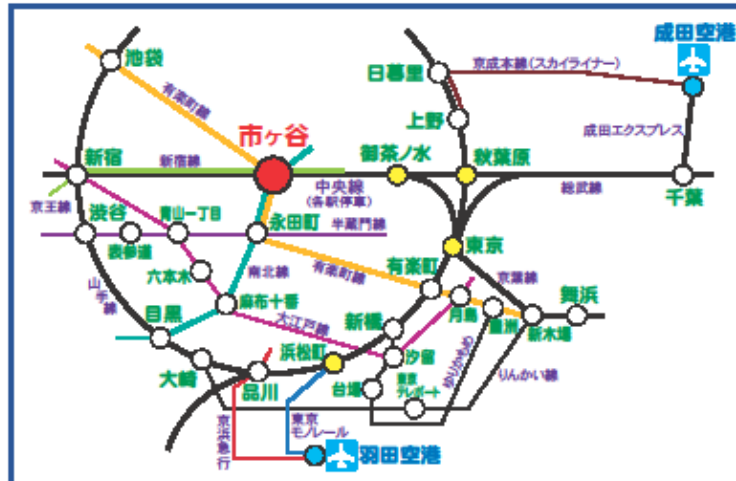 成田空港
池袋
日暮里
京成本線(スカイライナー)
有楽町線
上野
成田エクスプレス
市ヶ谷
新宿
新宿線
御茶ノ水
秋葉原
中央線
(各駅停車)
総武線
千葉
京王線
渋谷
青山一丁目
永田町
半蔵門線
表参道
東京
六本木
南北線
有楽町線
有楽町
京葉線
山手線
麻布十番
月島
豊洲
舞浜
目黒
大江戸線
新橋
新木場
浜松町
汐留
ゆりかもめ
大崎
品川
台場
東京
テレポート
りんかい線
京浜急行
東京
モノレール
羽田空港